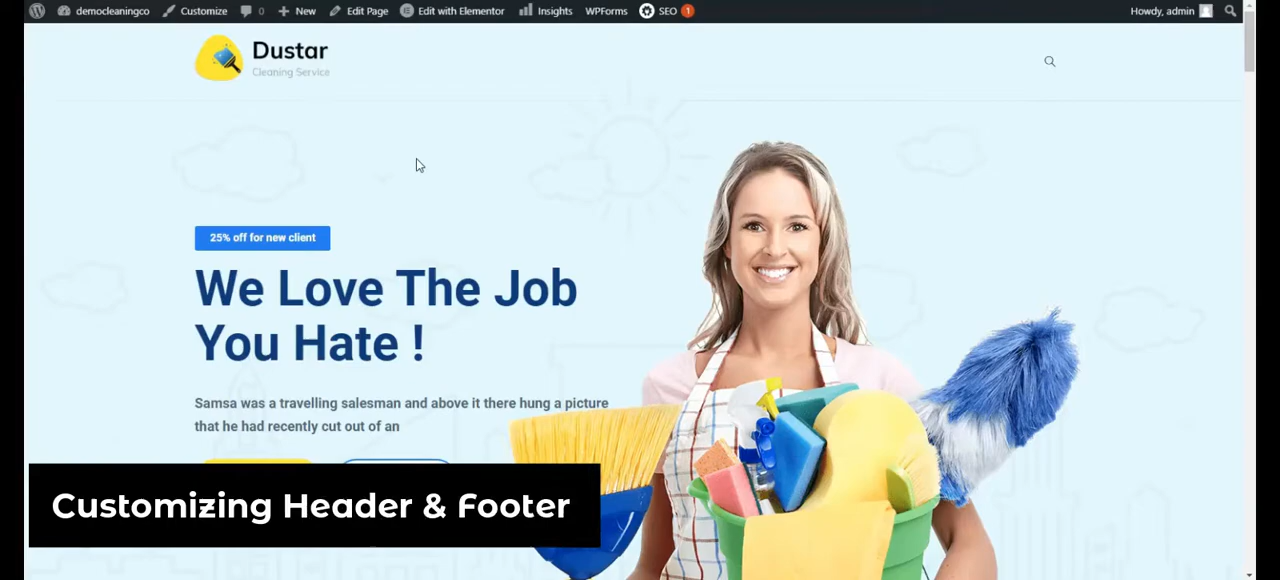 democleaningco Customize 0 New Edit Page Edit with Elementor Insights WPForms SEO 1 Howdy, admin
Dustar
Cleaning Service
25% off for new client
We Love The Job
You Hate !
Samsa was a travelling salesman and above it there hung a picture
that he had recently cut out of an
Customizing Header & Footer